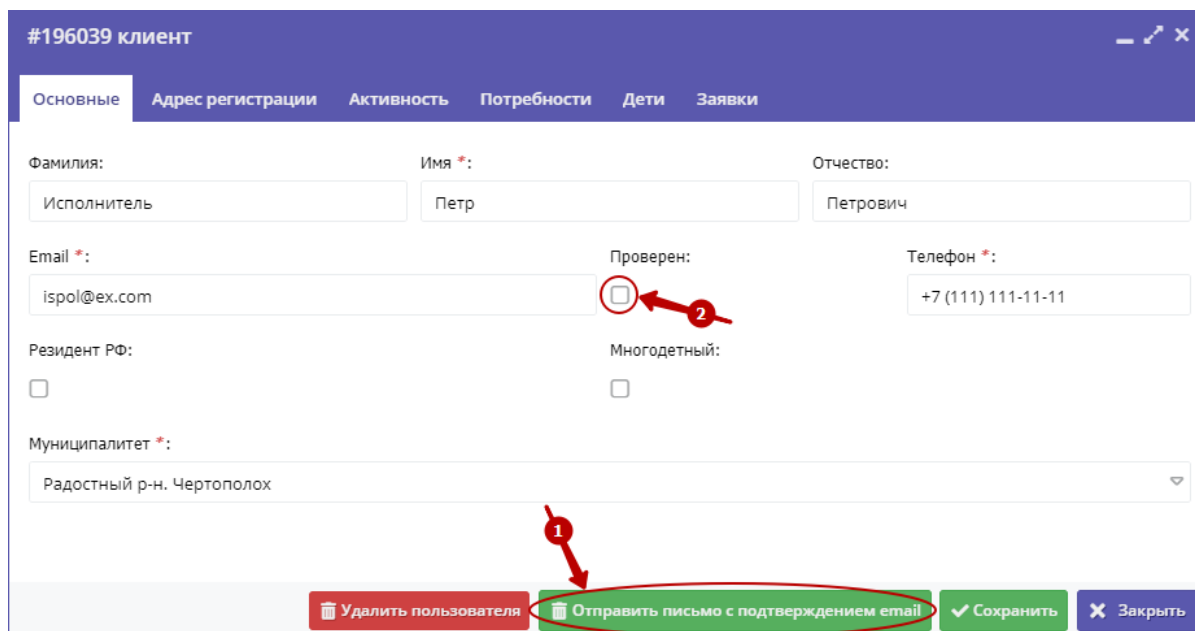 #196039 клиент
Основные Адрес регистрации Активность Потребности Дети Заявки
Фамилия: Имя *: Отчество:
Исполнитель Петр Петрович
Email *: Проверен: Телефон *:
ispol@ex.com +7 (111) 111-11-11
2
Резидент РФ: Многодетный:
Муниципалитет *:
Радостный р-н. Чертополох
1
Удалить пользователя Отправить письмо с подтверждением email Сохранить Закрыть